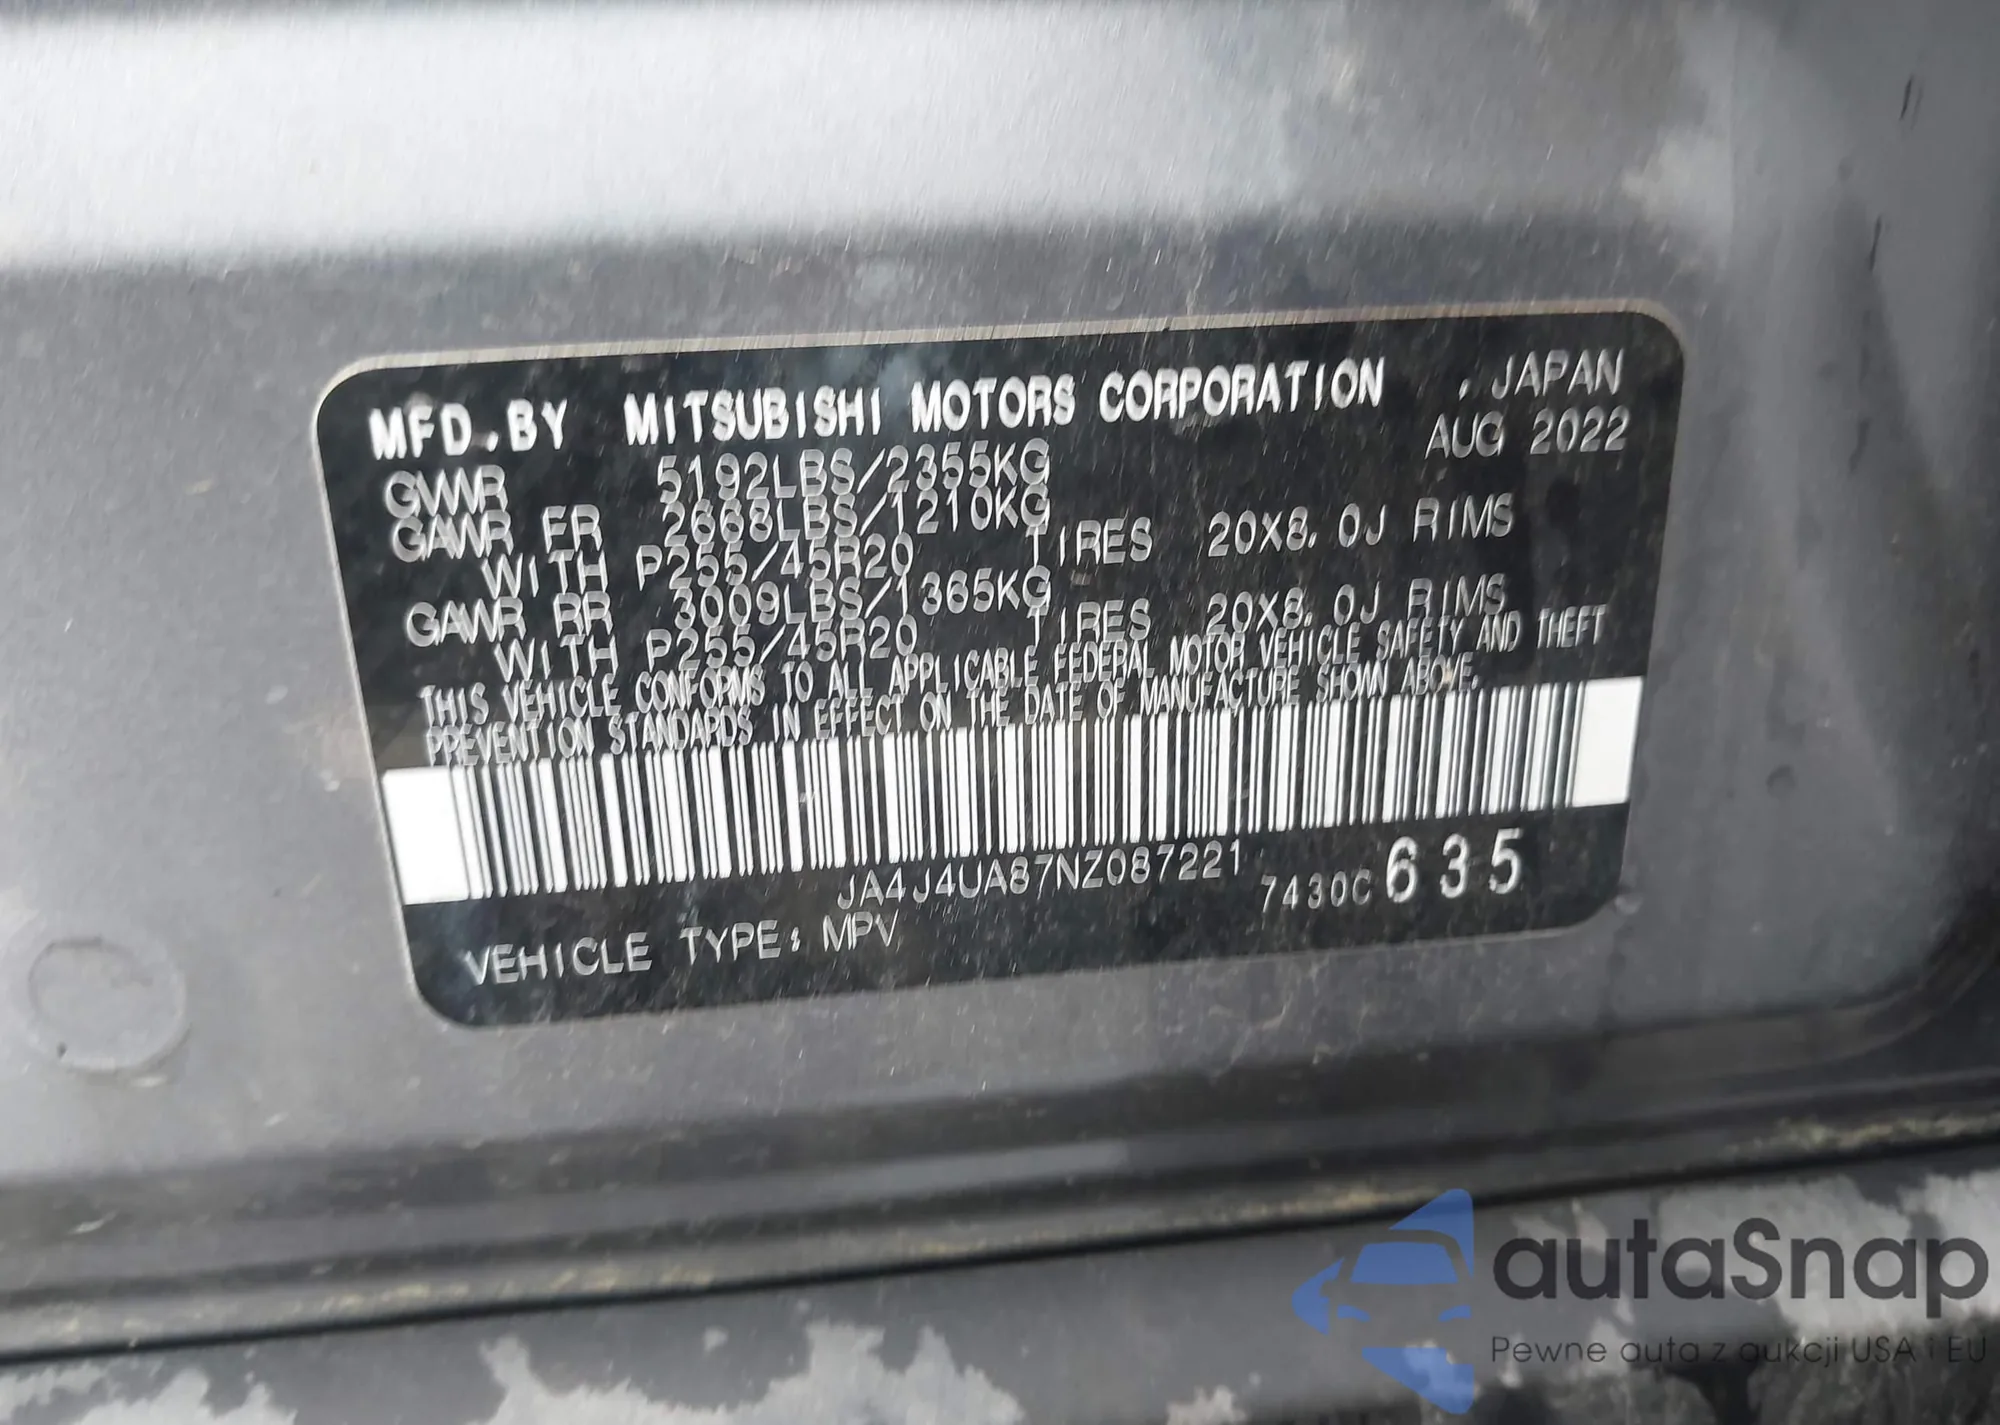 MFD.BY MITSUBISHI MOTORS CORPORATION , JAPAN
AUG 2022
GVWR 5192LBS/2355KG
GAWR FR 2668LBS/1210KG
WITH P255/45R20 TIRES 20X8.0J RIMS
GAWR RR 3009LBS/1365KG
WITH P255/45R20 TIRES 20X8.0J RIMS
THIS VEHICLE CONFORMS TO ALL APPLICABLE FEDERAL MOTOR VEHICLE SAFETY AND THEFT
PREVENTION STANDARDS IN EFFECT ON THE DATE OF MANUFACTURE SHOWN ABOVE.
JA4J4UA87NZ087221 7430C 635
VEHICLE TYPE: MPV
autaSnap
Pewne auta z aukcji USA i EU